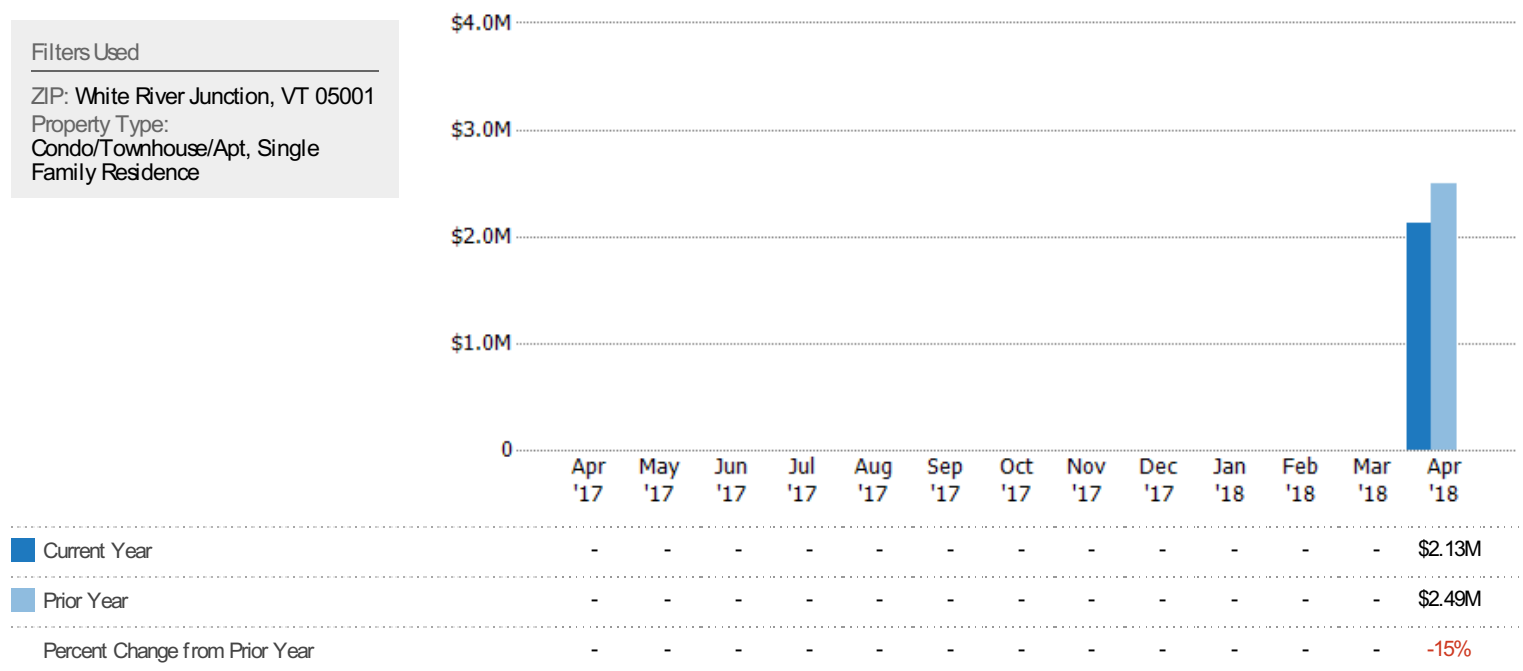 Filters Used
ZIP: White River Junction, VT 05001
Property Type:
Condo/Townhouse/Apt, Single
Family Residence
$4.0M
$3.0M
$2.0M
$1.0M
0
Apr May Jun Jul Aug Sep Oct Nov Dec Jan Feb Mar Apr
'17 '17 '17 '17 '17 '17 '17 '17 '17 '18 '18 '18 '18
Current Year - - - - - - - - - - - - $2.13M
Prior Year - - - - - - - - - - - - $2.49M
Percent Change from Prior Year - - - - - - - - - - - - -15%